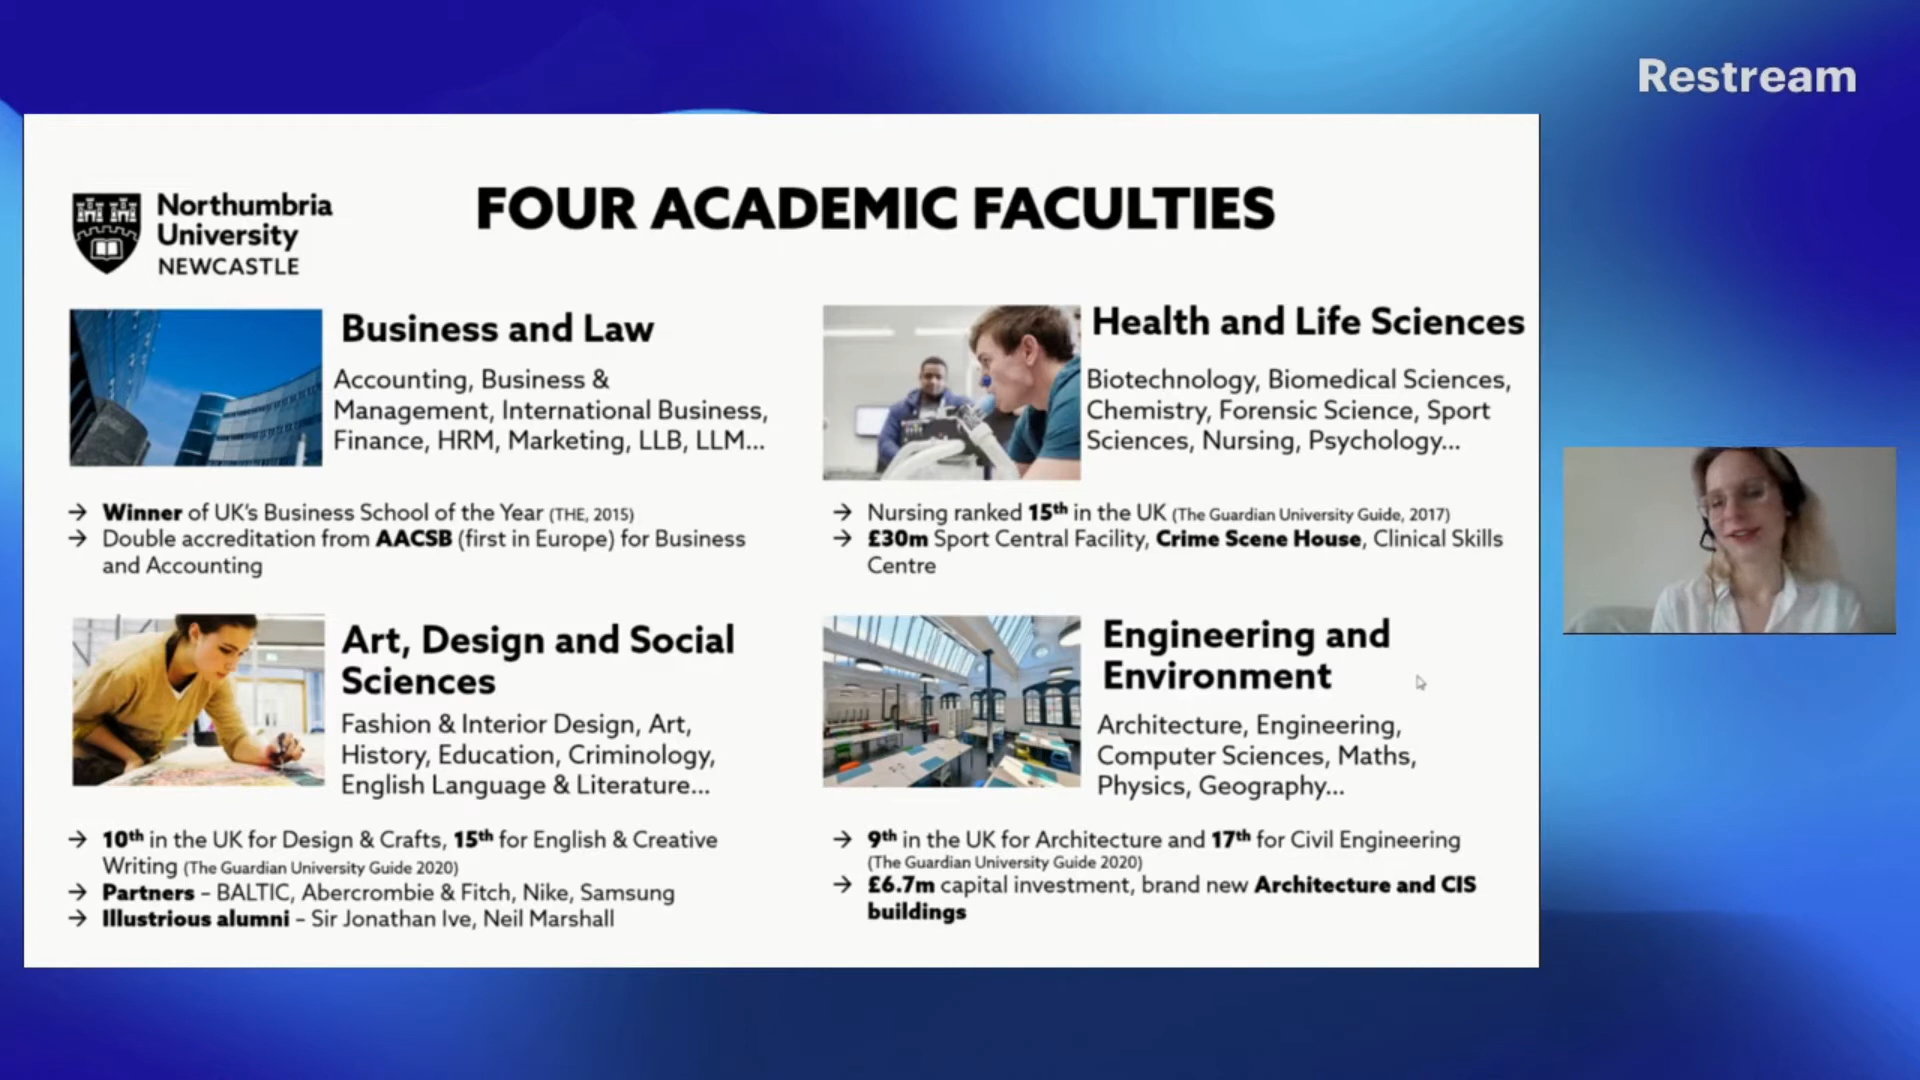 Restream
Northumbria
University
NEWCASTLE
FOUR ACADEMIC FACULTIES
Business and Law
Accounting, Business &
Management, International Business,
Finance, HRM, Marketing, LLB, LLM...
→ Winner of UK's Business School of the Year (THE, 2015)
→ Double accreditation from AACSB (first in Europe) for Business
and Accounting
Health and Life Sciences
Biotechnology, Biomedical Sciences,
Chemistry, Forensic Science, Sport
Sciences, Nursing, Psychology...
→ Nursing ranked 15th in the UK (The Guardian University Guide, 2017)
→ £30m Sport Central Facility, Crime Scene House, Clinical Skills
Centre
Art, Design and Social
Sciences
Fashion & Interior Design, Art,
History, Education, Criminology,
English Language & Literature...
→ 10th in the UK for Design & Crafts, 15th for English & Creative
Writing (The Guardian University Guide 2020)
→ Partners – BALTIC, Abercrombie & Fitch, Nike, Samsung
→ Illustrious alumni – Sir Jonathan Ive, Neil Marshall
Engineering and
Environment
Architecture, Engineering,
Computer Sciences, Maths,
Physics, Geography...
→ 9th in the UK for Architecture and 17th for Civil Engineering
(The Guardian University Guide 2020)
→ £6.7m capital investment, brand new Architecture and CIS
buildings